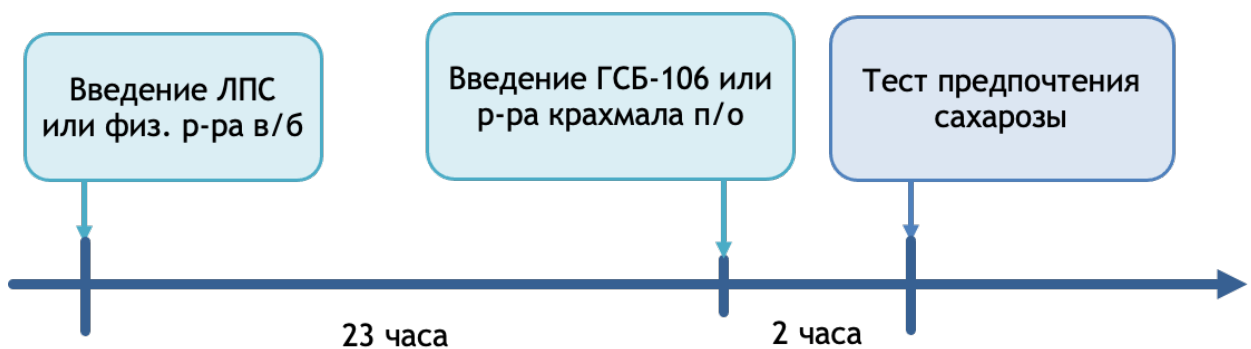 Введение ЛПС
или физ. р-ра в/б
Введение ГСБ-106 или
р-ра крахмала п/о
Тест предпочтения
сахарозы
23 часа
2 часа